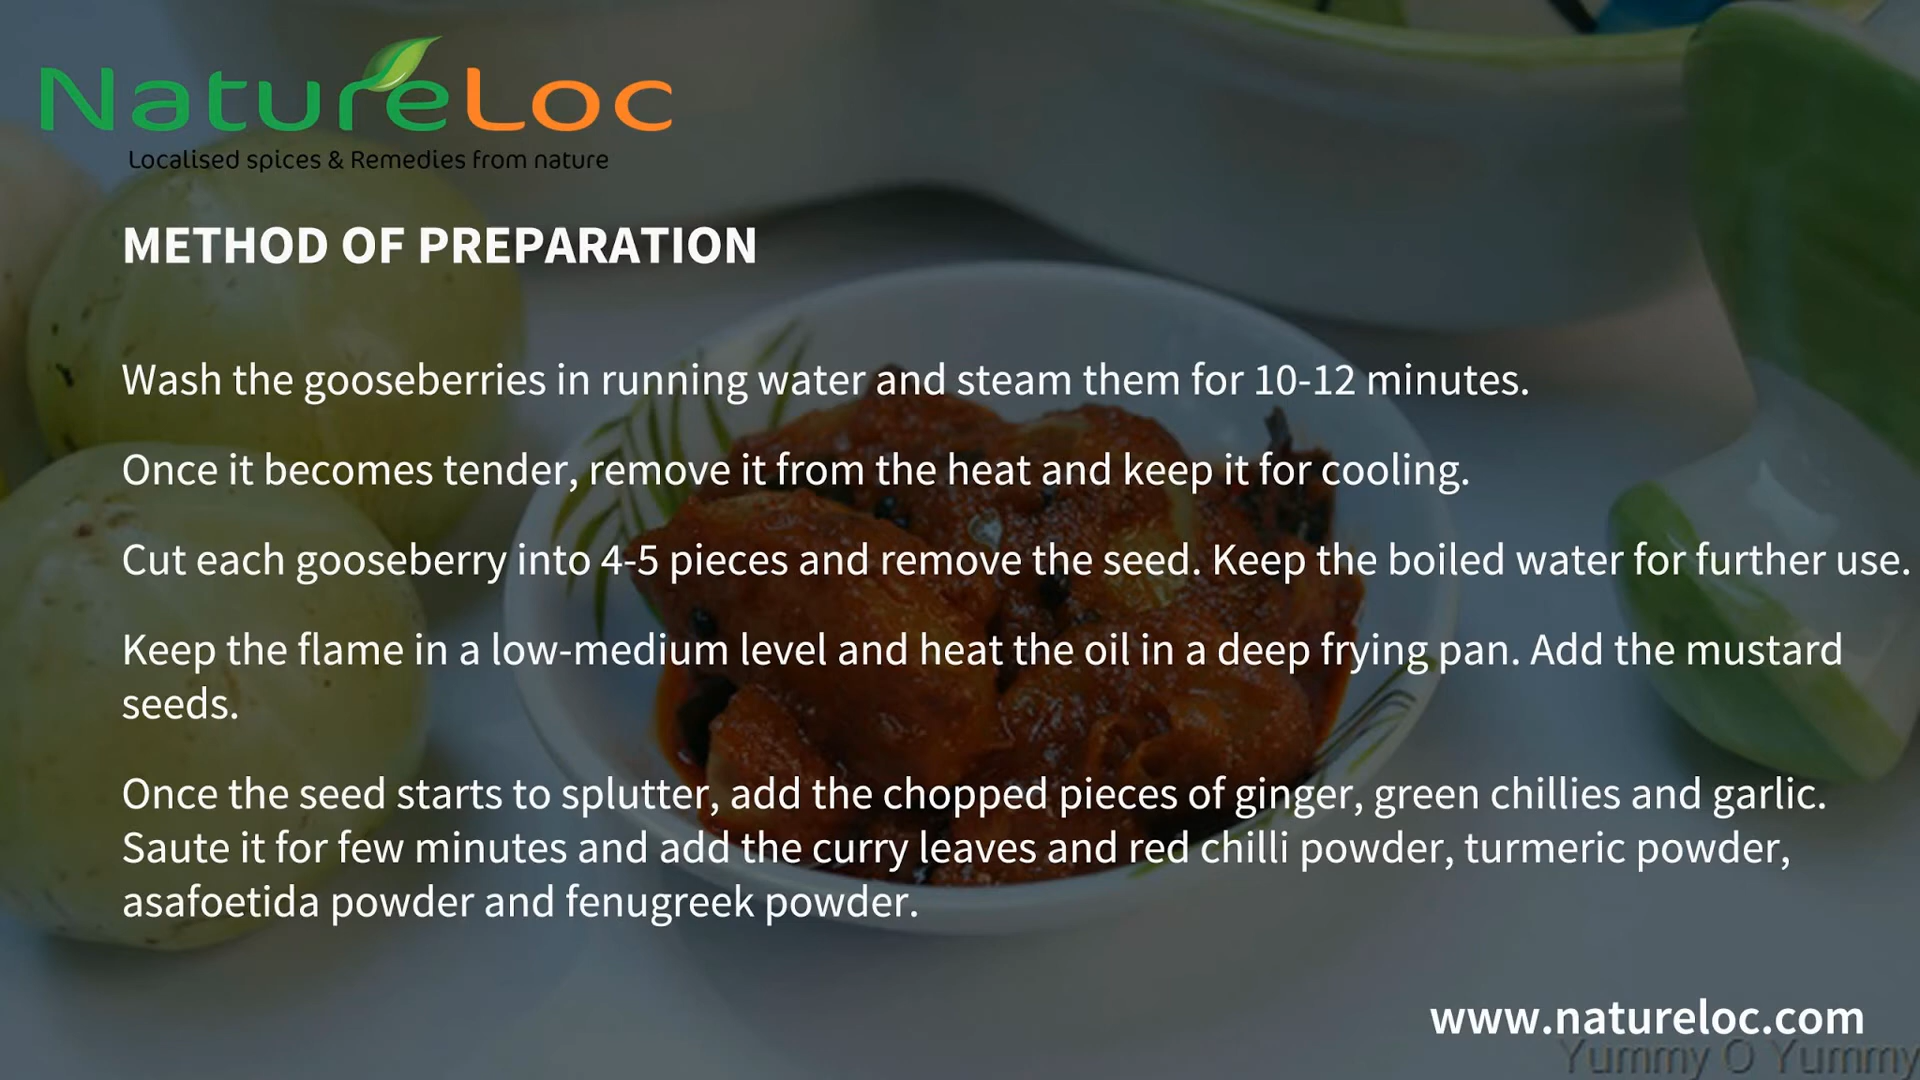 NatureLoc
Localised spices & Remedies from nature
METHOD OF PREPARATION
Wash the gooseberries in running water and steam them for 10-12 minutes.
Once it becomes tender, remove it from the heat and keep it for cooling.
Cut each gooseberry into 4-5 pieces and remove the seed. Keep the boiled water for further use.
Keep the flame in a low-medium level and heat the oil in a deep frying pan. Add the mustard
seeds.
Once the seed starts to splutter, add the chopped pieces of ginger, green chillies and garlic.
Saute it for few minutes and add the curry leaves and red chilli powder, turmeric powder,
asafoetida powder and fenugreek powder.
www.natureloc.com
Yummy O Yummy